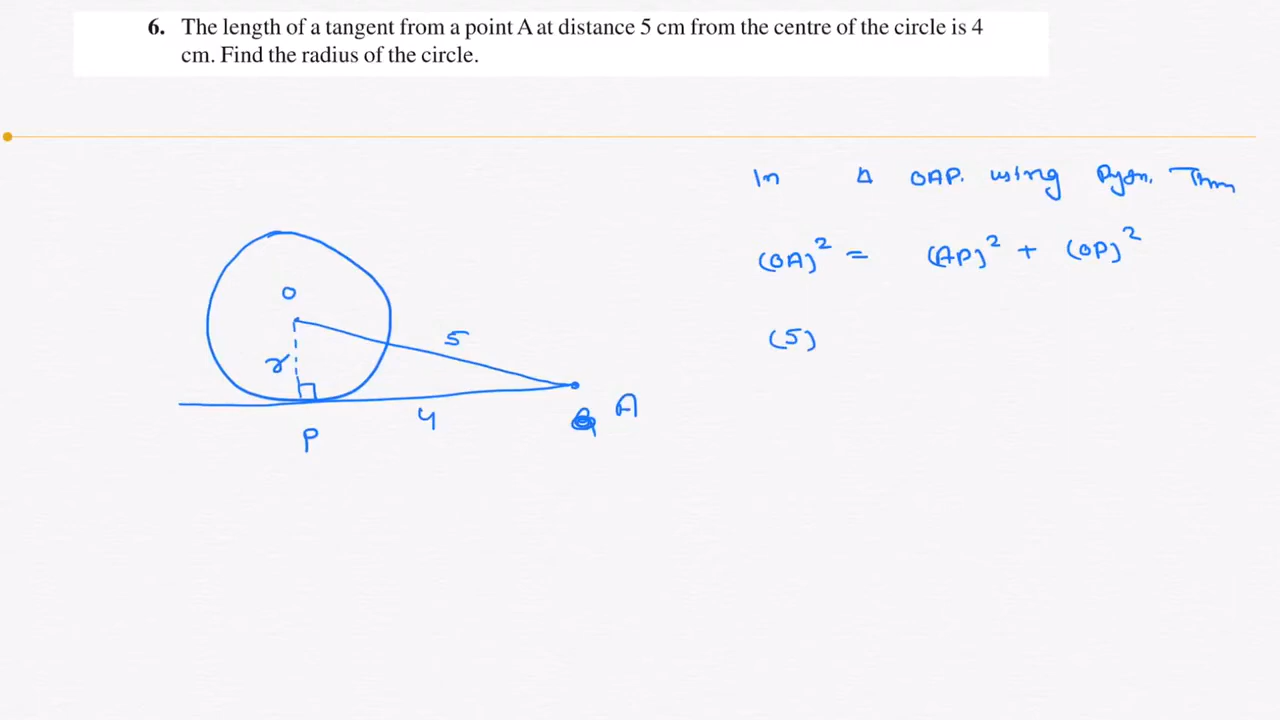 6. The length of a tangent from a point A at distance 5 cm from the centre of the circle is 4
cm. Find the radius of the circle.
In Δ OAP. using Pyth. Thm
(OA)² = (AP)² + (OP)²
(5)
O
5
r
4
A
P